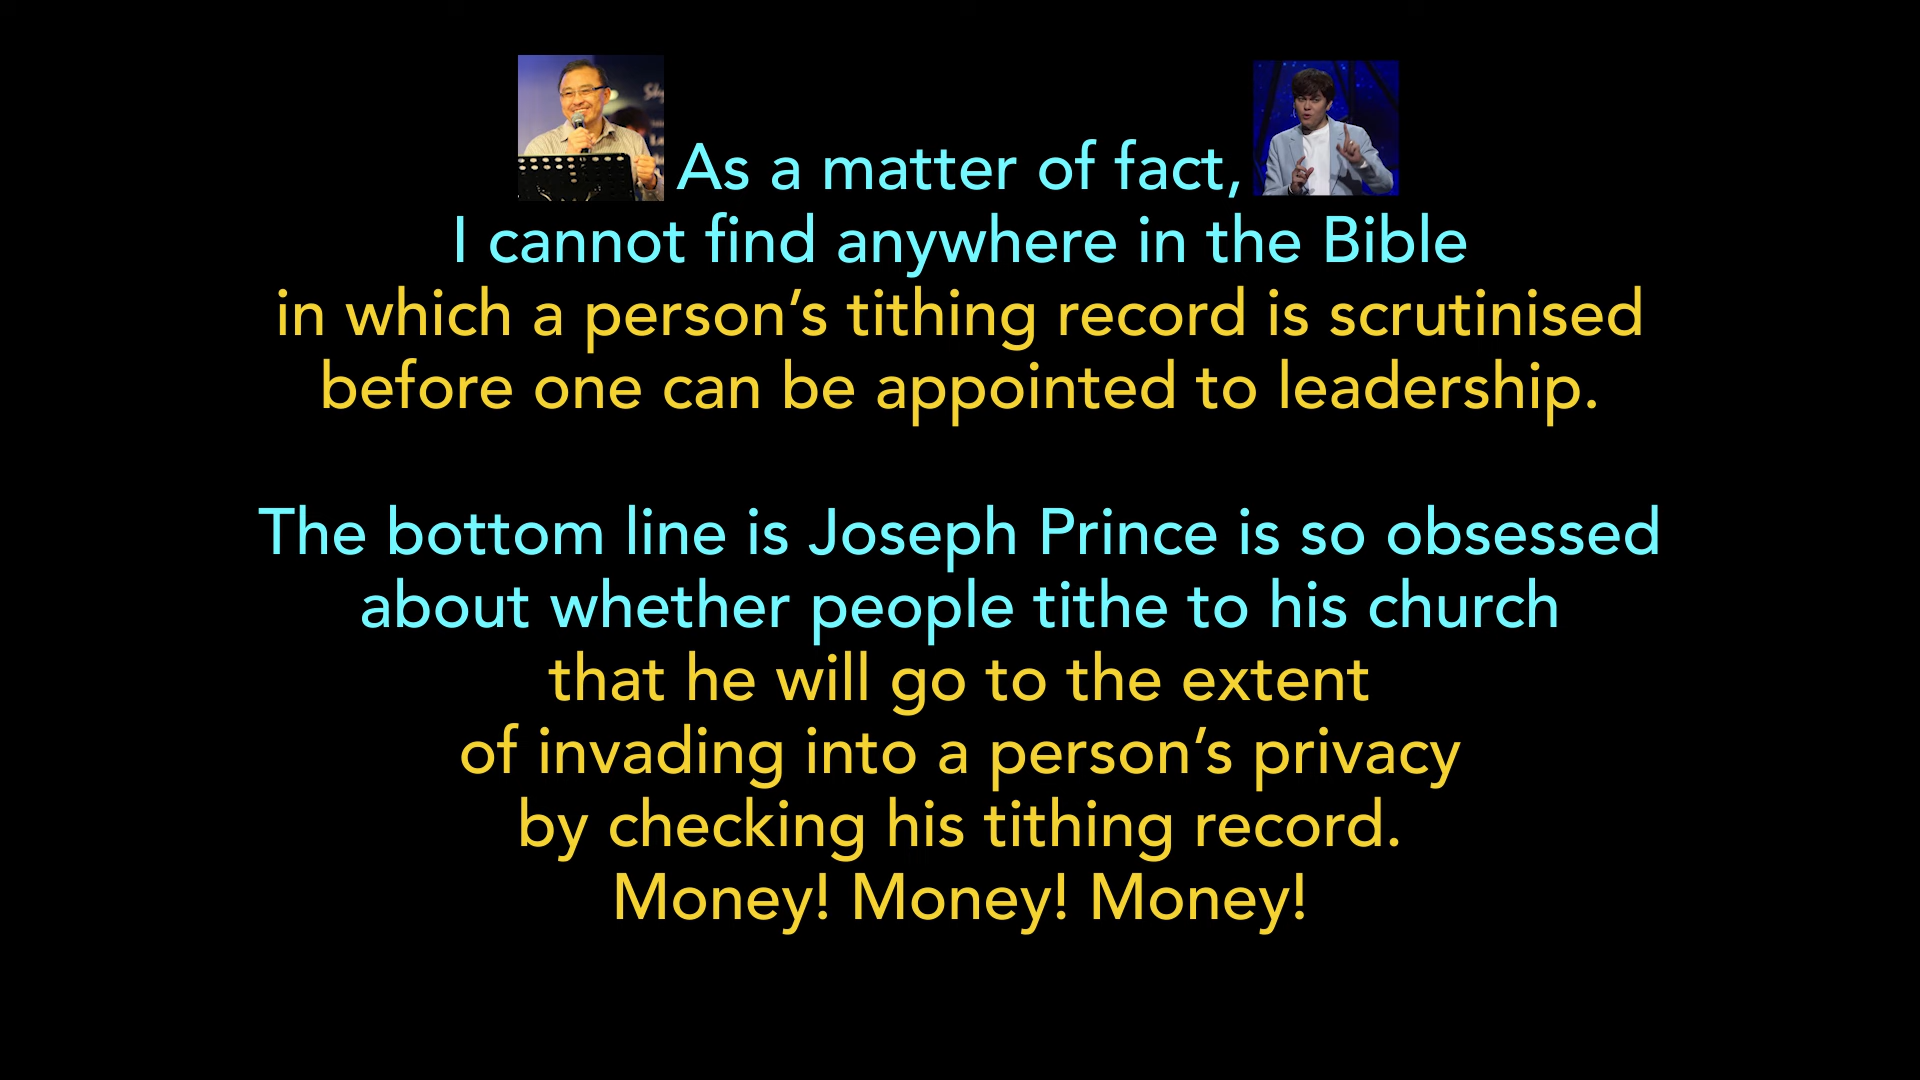 As a matter of fact,
I cannot find anywhere in the Bible
in which a person’s tithing record is scrutinised
before one can be appointed to leadership.
The bottom line is Joseph Prince is so obsessed
about whether people tithe to his church
that he will go to the extent
of invading into a person’s privacy
by checking his tithing record.
Money! Money! Money!